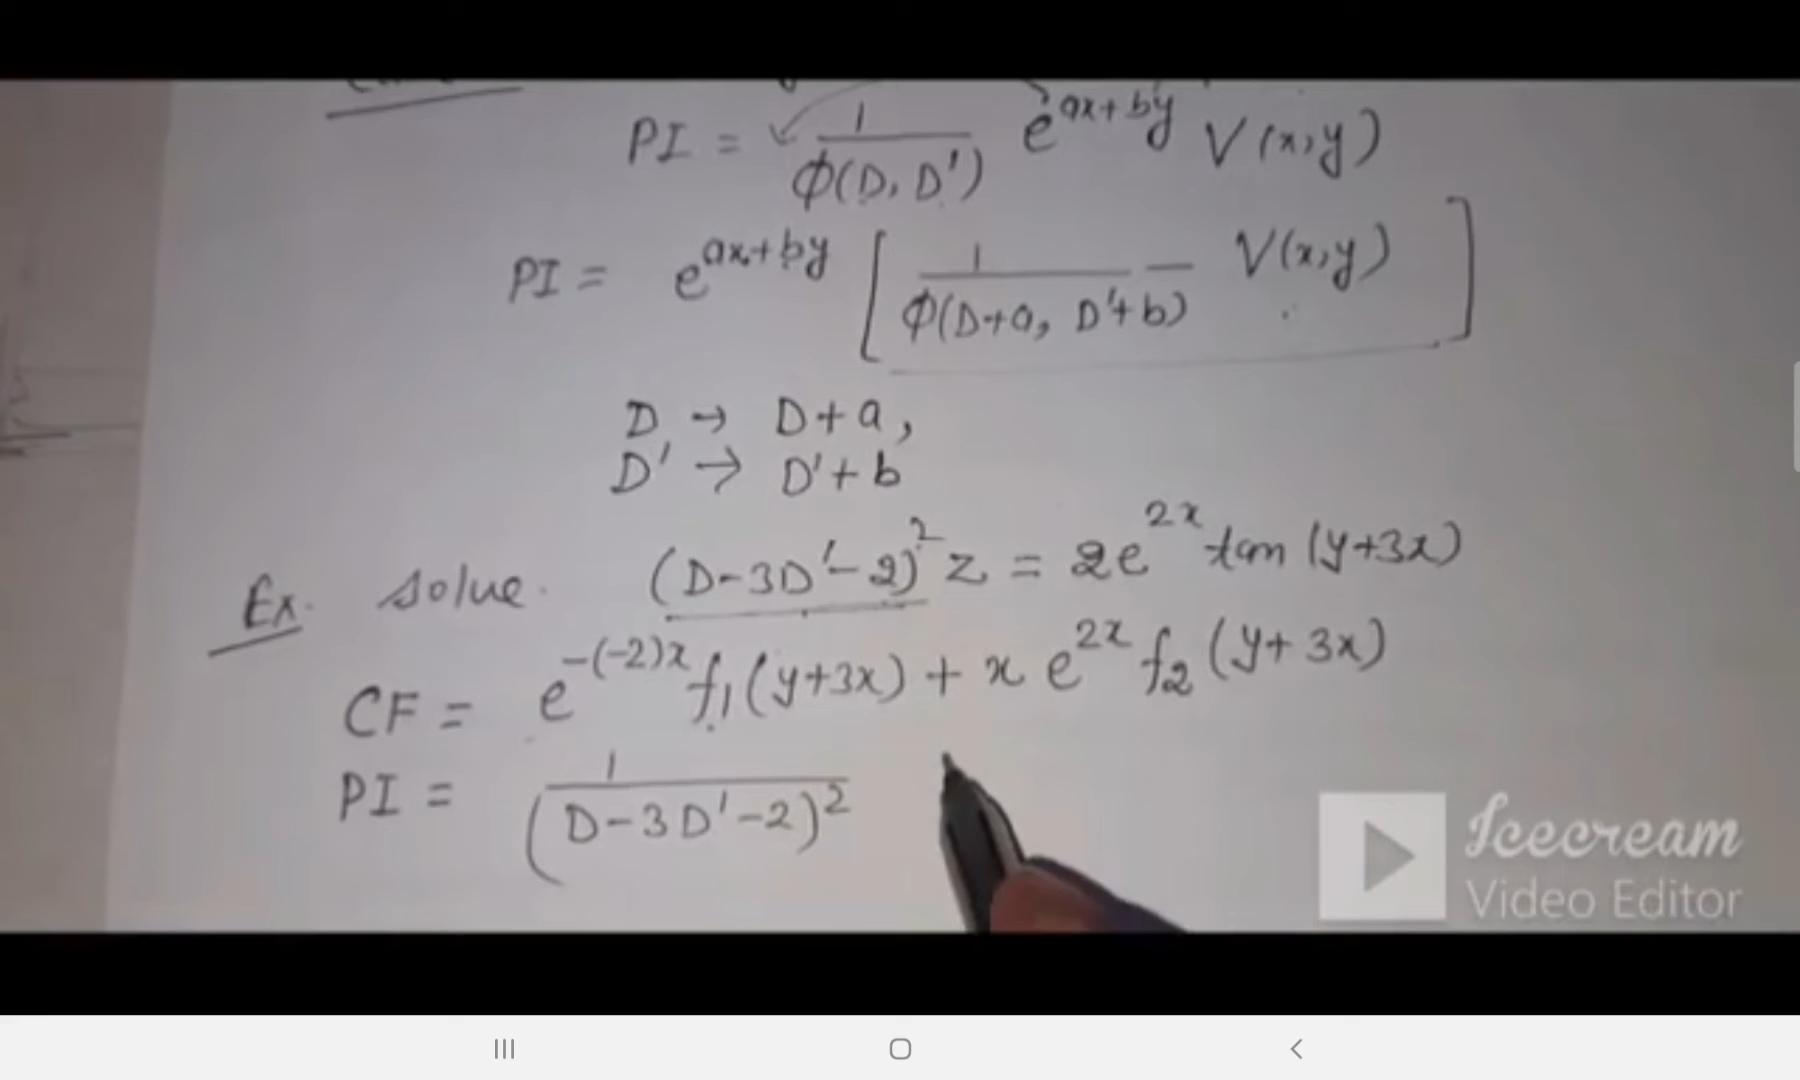 PI = 1/ϕ(D, D') e^{ax+by} V(x,y)
PI = e^{ax+by} [ 1/ϕ(D+a, D'+b) V(x,y) ]
D → D+a,
D' → D'+b
Ex. solve. (D-3D'-2)^2 z = 2e^{2x} tan (y+3x)
CF = e^{-(-2)x} f1(y+3x) + x e^{2x} f2(y+3x)
PI = 1/(D-3D'-2)^2
Icecream
Video Editor